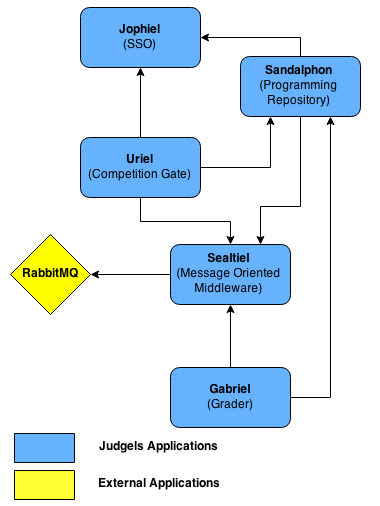 Jophiel
(SSO)
Sandalphon
(Programming
Repository)
Uriel
(Competition Gate)
Sealtiel
(Message Oriented
Middleware)
RabbitMQ
Gabriel
(Grader)
Judgels Applications
External Applications